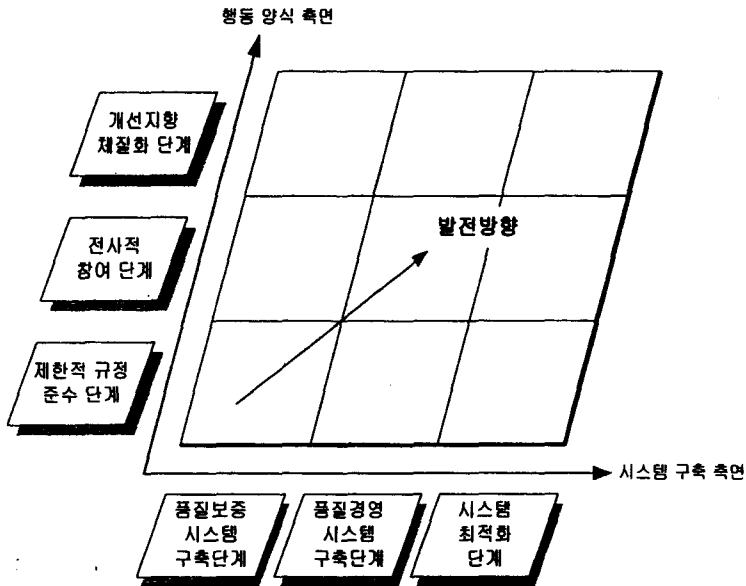 행동 양식 측면
개선지향
체질화 단계
전사적
참여 단계
제한적 규정
준수 단계
발전방향
시스템 구축 측면
품질보증
시스템
구축단계
품질경영
시스템
구축단계
시스템
최적화
단계